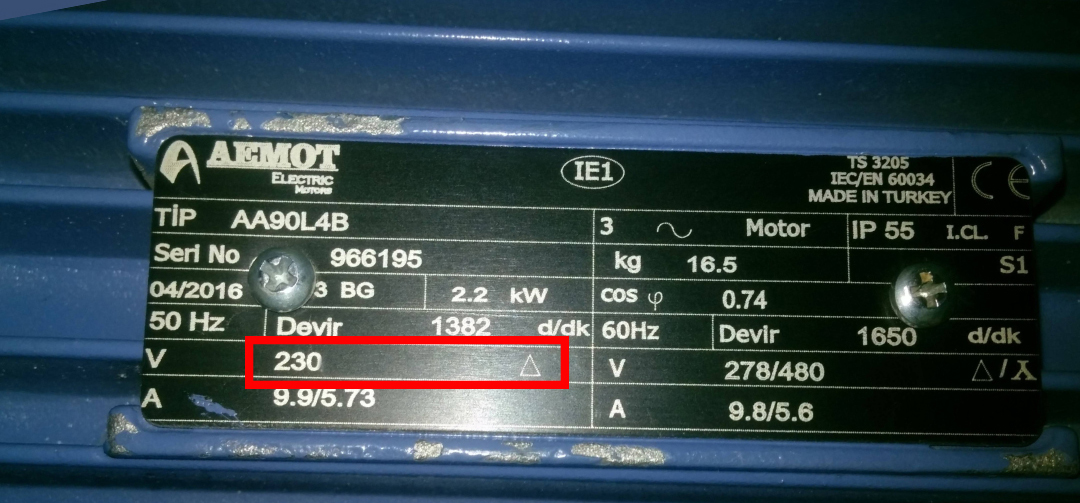 AEMOT
ELECTRIC
MOTORS
IE1
TS 3205
IEC/EN 60034
MADE IN TURKEY
CE
TİP AA90L4B
3 ~ Motor IP 55 I.CL. F
Seri No 966195
kg 16.5 S1
04/2016 3 BG 2.2 kW
cos φ 0.74
50 Hz Devir 1382 d/dk
60Hz Devir 1650 d/dk
V 230 △
V 278/480 △/人
A 9.9/5.73
A 9.8/5.6